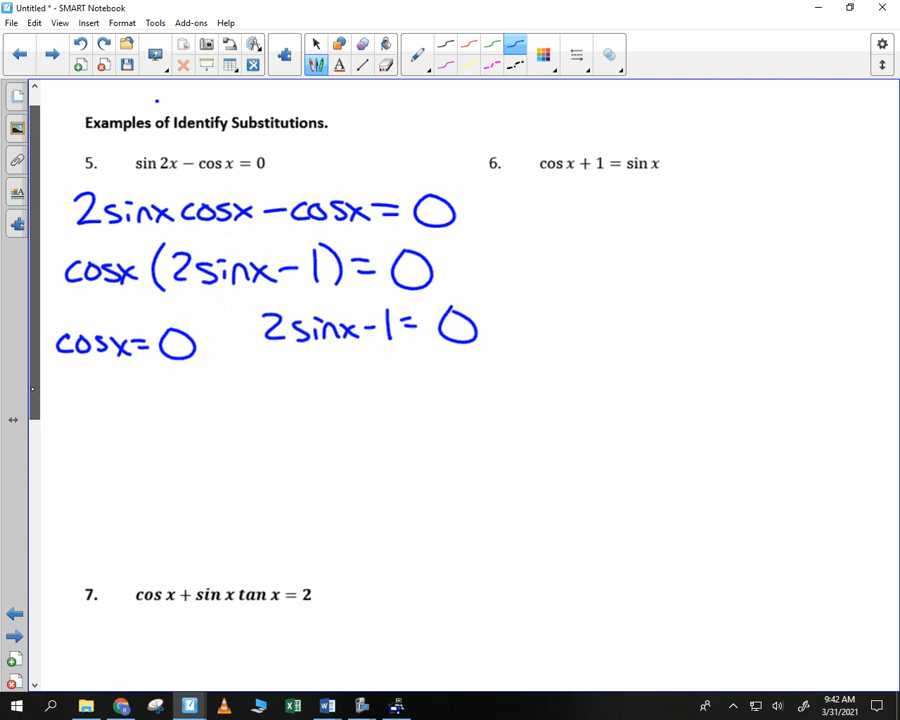 Untitled * - SMART Notebook
File Edit View Insert Format Tools Add-ons Help
Examples of Identify Substitutions.
5. sin 2x − cos x = 0
6. cos x + 1 = sin x
2sinx cosx − cosx = 0
cosx (2sinx − 1) = 0
cosx = 0 2sinx − 1 = 0
7. cos x + sin x tan x = 2
9:42 AM
3/31/2021